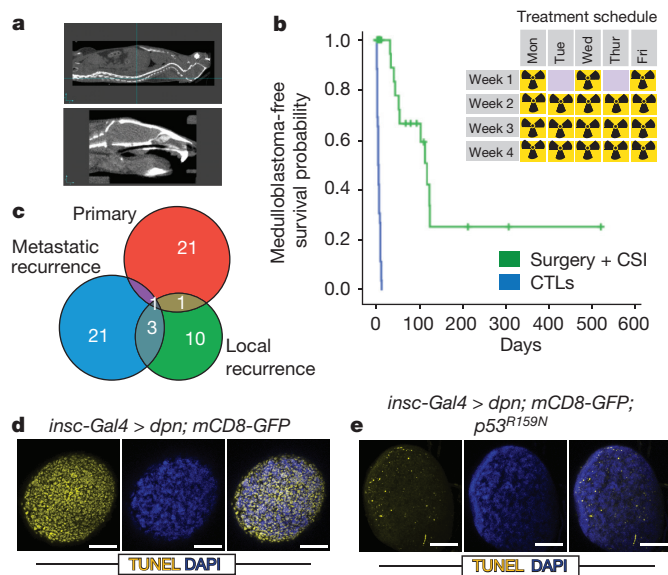 a
b
Treatment schedule
Mon
Tue
Wed
Thur
Fri
Week 1
Week 2
Week 3
Week 4
Medulloblastoma-free
survival probability
1.0
0.8
0.6
0.4
0.2
0.0
0
100
200
300
400
500
600
Days
Surgery + CSI
CTLs
c
Primary
Metastatic
recurrence
Local
recurrence
21
1
1
21
3
10
d
insc-Gal4 > dpn; mCD8-GFP
TUNEL DAPI
e
insc-Gal4 > dpn; mCD8-GFP;
p53R159N
TUNEL DAPI